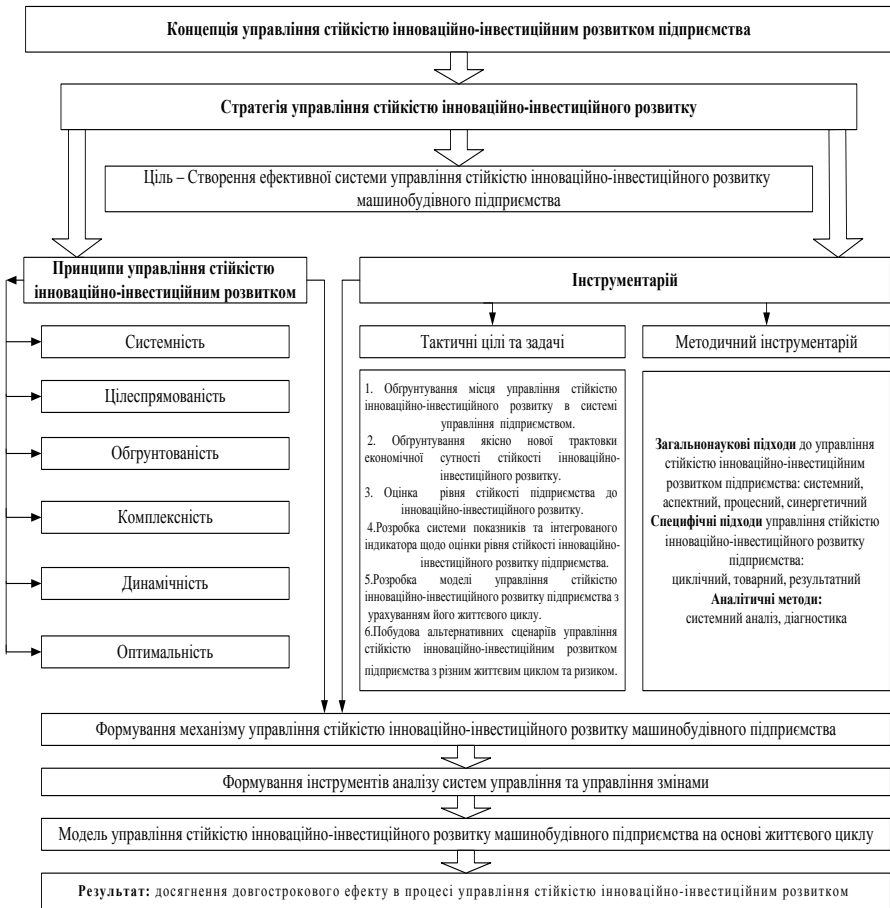 Концепція управління стійкістю інноваційно-інвестиційним розвитком підприємства
Стратегія управління стійкістю інноваційно-інвестиційного розвитку
Ціль – Створення ефективної системи управління стійкістю інноваційно-інвестиційного розвитку
машинобудівного підприємства
Принципи управління стійкістю
інноваційно-інвестиційним розвитком
Системність
Цілеспрямованість
Обгрунтованість
Комплексність
Динамічність
Оптимальність
Інструментарій
Тактичні цілі та задачі
1. Обгрунтування місця управління стійкістю
інноваційно-інвестиційного розвитку в системі
управління підприємством.
2. Обгрунтування якісно нової трактовки
економічної сутності стійкості інноваційно-
інвестиційного розвитку.
3. Оцінка рівня стійкості підприємства до
інноваційно-інвестиційного розвитку.
4.Розробка системи показників та інтегрованого
індикатора щодо оцінки рівня стійкості інноваційно-
інвестиційного розвитку підприємства.
5.Розробка моделі управління стійкістю
інноваційно-інвестиційного розвитку підприємства з
урахуванням його життєвого циклу.
6.Побудова альтернативних сценаріїв управління
стійкістю інноваційно-інвестиційним розвитком
підприємства з різним життєвим циклом та ризиком.
Методичний інструментарій
Загальнонаукові підходи до управління
стійкістю інноваційно-інвестиційним
розвитком підприємства: системний,
аспектний, процесний, синергетичний
Специфічні підходи управління стійкістю
інноваційно-інвестиційного розвитку
підприємства:
циклічний, товарний, результатний
Аналітичні методи:
системний аналіз, діагностика
Формування механізму управління стійкістю інноваційно-інвестиційного розвитку машинобудівного підприємства
Формування інструментів аналізу систем управління та управління змінами
Модель управління стійкістю інноваційно-інвестиційного розвитку машинобудівного підприємства на основі життєвого циклу
Результат: досягнення довгострокового ефекту в процесі управління стійкістю інноваційно-інвестиційним розвитком